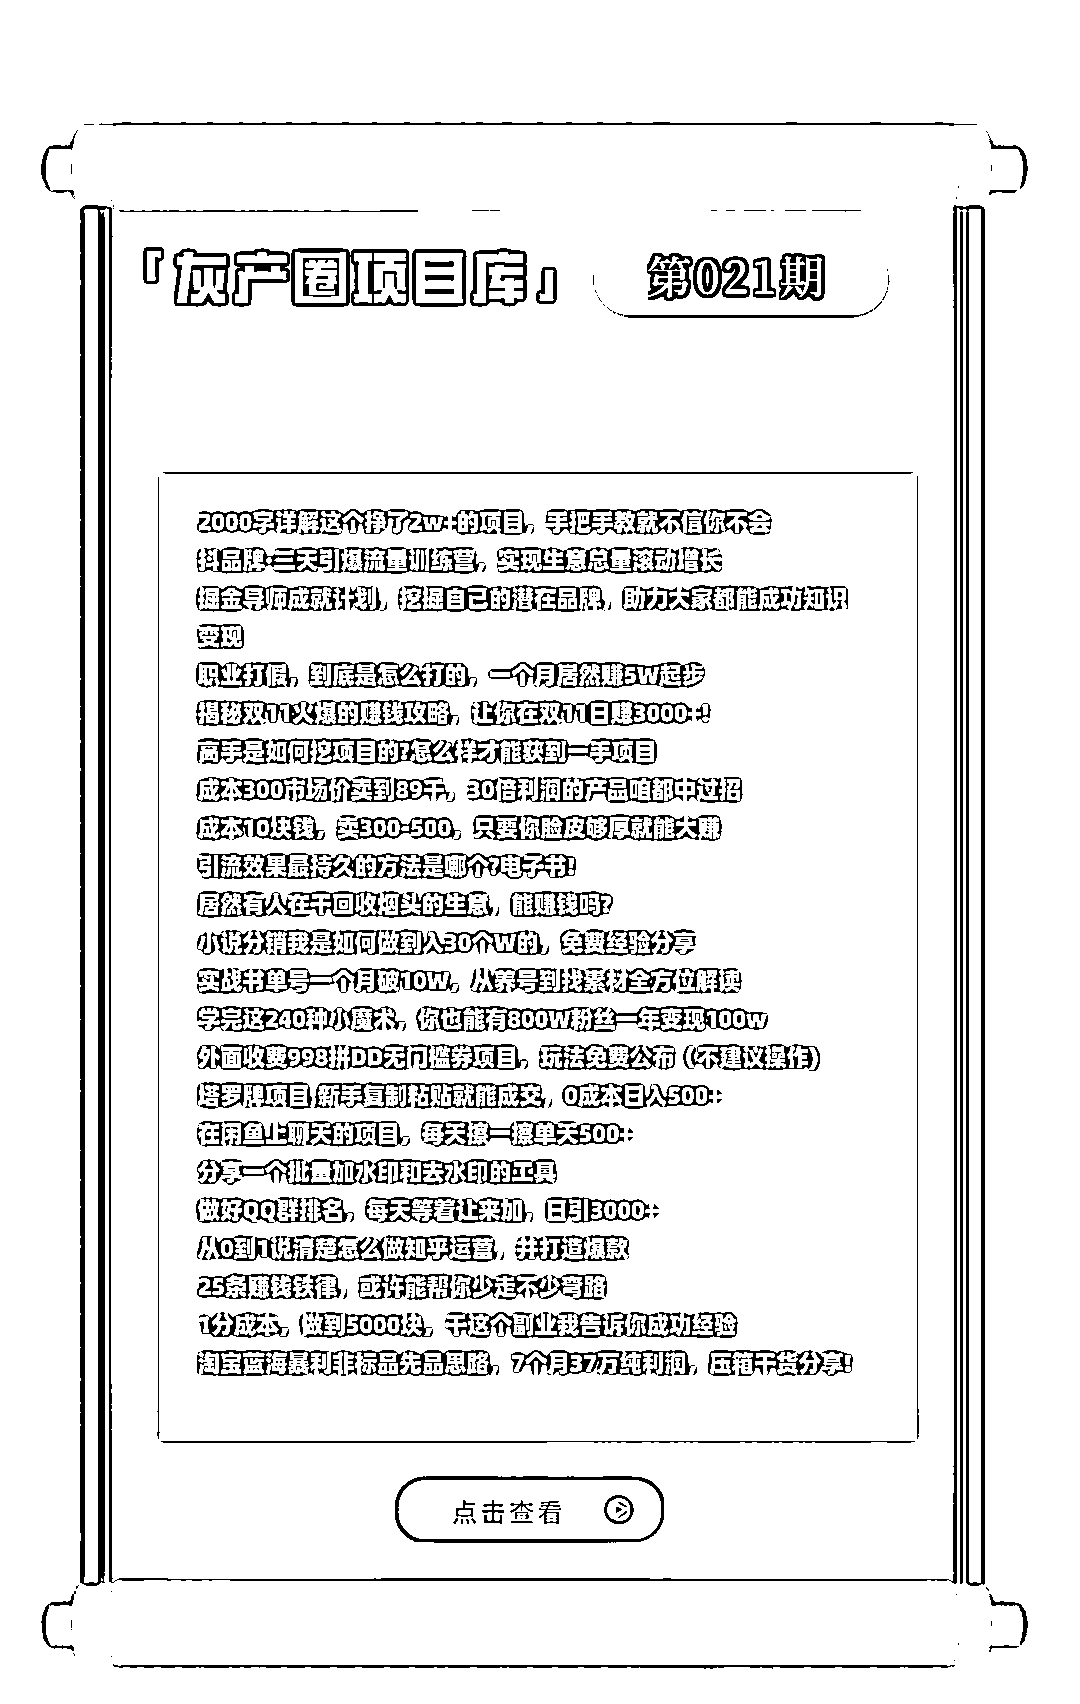 「灰产圈项目库」 第021期
2000字详解这个挣了2w+的项目，手把手教就不信你不会
抖品牌·三天引爆流量训练营，实现生意总量滚动增长
掘金导师成就计划，挖掘自己的潜在品牌，助力大家都能成功知识
变现
职业打假，到底是怎么打的，一个月居然赚5W起步
揭秘双11火爆的赚钱攻略，让你在双11日赚3000+!
高手是如何挖项目的?怎么样才能获到一手项目
成本300市场价卖到89千，30倍利润的产品咱都中过招
成本10块钱，卖300-500，只要你脸皮够厚就能大赚
引流效果最持久的方法是哪个?电子书!
居然有人在干回收烟头的生意，能赚钱吗?
小说分销我是如何做到入30个W的，免费经验分享
实战书单号一个月破10W，从养号到找素材全方位解读
学完这240种小魔术，你也能有800W粉丝一年变现100w
外面收费998拼DD无门槛券项目，玩法免费公布（(不建议操作)
塔罗牌项目,新手复制粘贴就能成交，0成本日入500+
在闲鱼上聊天的项目，每天撩一撩单天500+
分享一个批量加水印和去水印的工具
做好QQ群排名，每天等着让来加，日引3000+
从0到1说清楚怎么做知乎运营，并打造爆款
25条赚钱铁律，或许能帮你少走不少弯路
1分成本，做到5000块，干这个副业我告诉你成功经验
淘宝蓝海暴利非标品先品思路，7个月37万纯利润，压箱干货分享!
点击查看